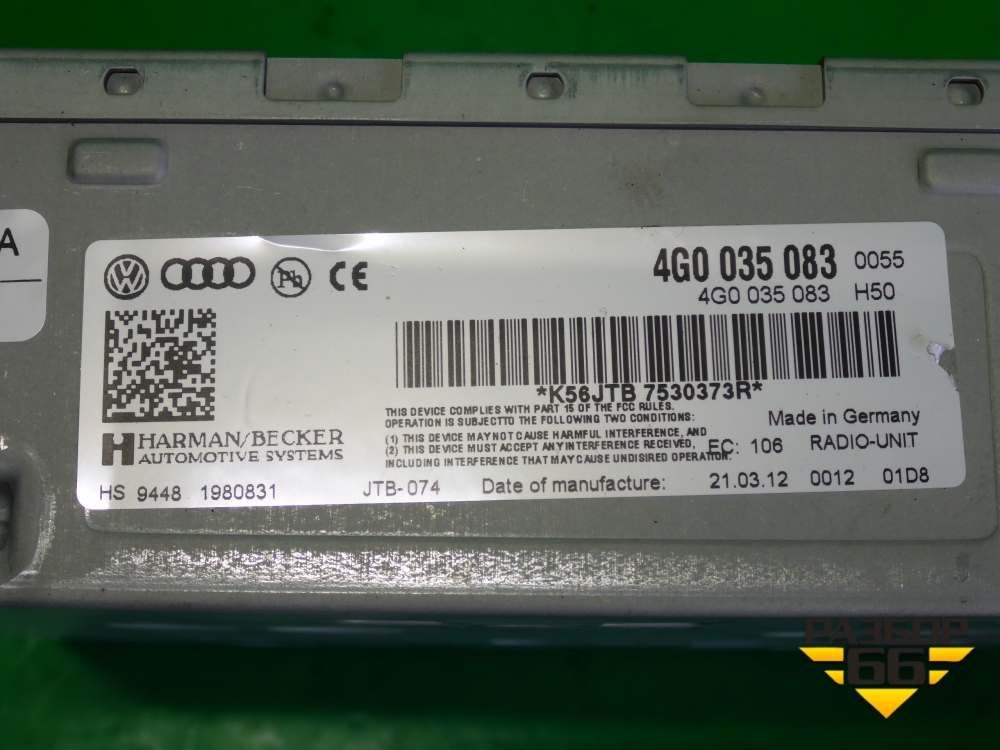 A
VW
Pb
CE
4G0 035 083 0055
4G0 035 083 H50
*K56JTB 7530373R*
THIS DEVICE COMPLIES WITH PART 15 OF THE FCC RULES.
OPERATION IS SUBJECTTO THE FOLLOWING TWO CONDITIONS:
(1) THIS DEVICE MAY NOT CAUSE HARMFUL INTERFERENCE, AND
(2) THIS DEVICE MUST ACCEPT ANY INTERFERENCE RECEIVED,
INCLUDING INTERFERENCE THAT MAY CAUSE UNDISIRED OPERATION.
Made in Germany
FC: 106 RADIO-UNIT
HARMAN/BECKER
AUTOMOTIVE SYSTEMS
HS 9448 1980831 JTB-074 Date of manufacture: 21.03.12 0012 01D8
РАЗБОР
66